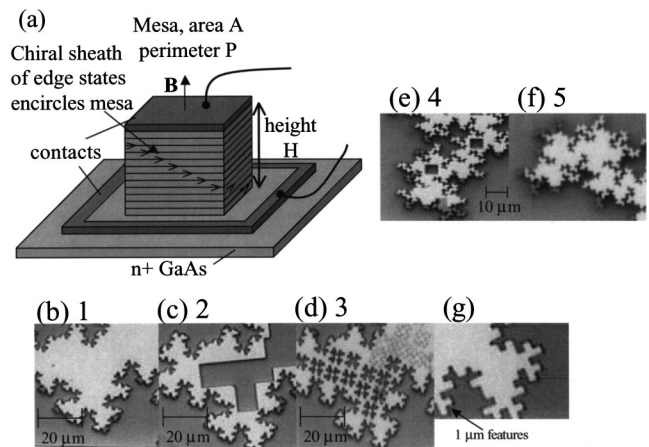 (a)
Mesa, area A
perimeter P
Chiral sheath
of edge states
encircles mesa
B
contacts
height
H
n+ GaAs
(e) 4
(f) 5
10 μm
(b) 1
(c) 2
(d) 3
(g)
20 μm
20 μm
20 μm
1 μm features